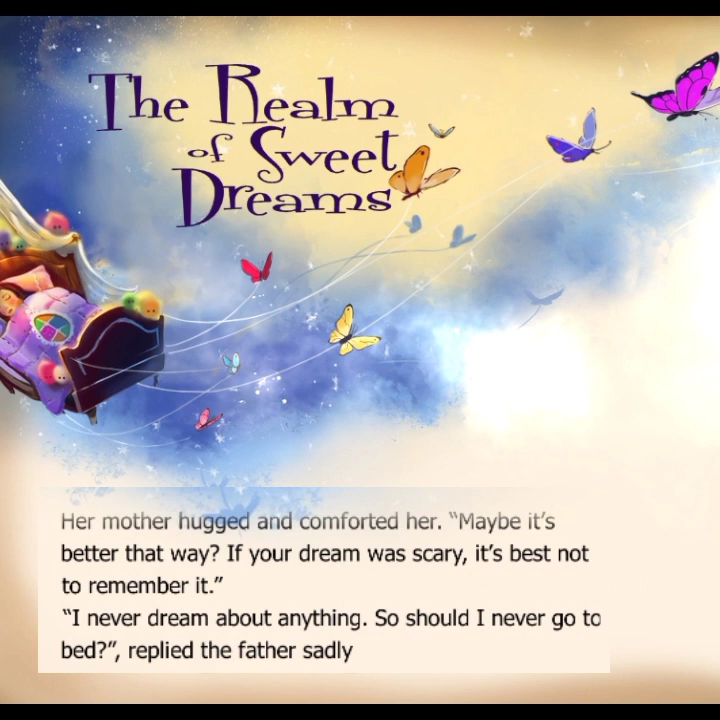 The Realm
of Sweet
Dreams
Her mother hugged and comforted her. “Maybe it’s
better that way? If your dream was scary, it’s best not
to remember it.”
“I never dream about anything. So should I never go to
bed?”, replied the father sadly